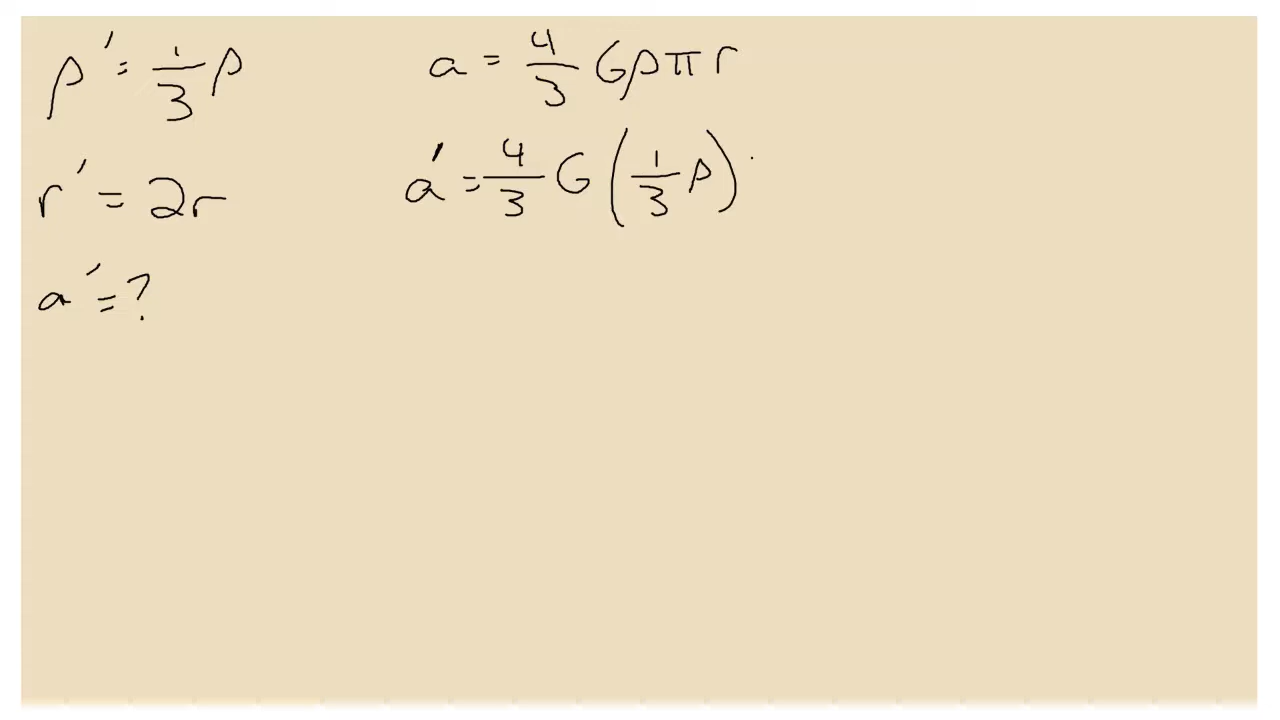 ρ' = 1/3 ρ
r' = 2r
a' = ?
a = 4/3 Gρπr
a' = 4/3 G(1/3 ρ)